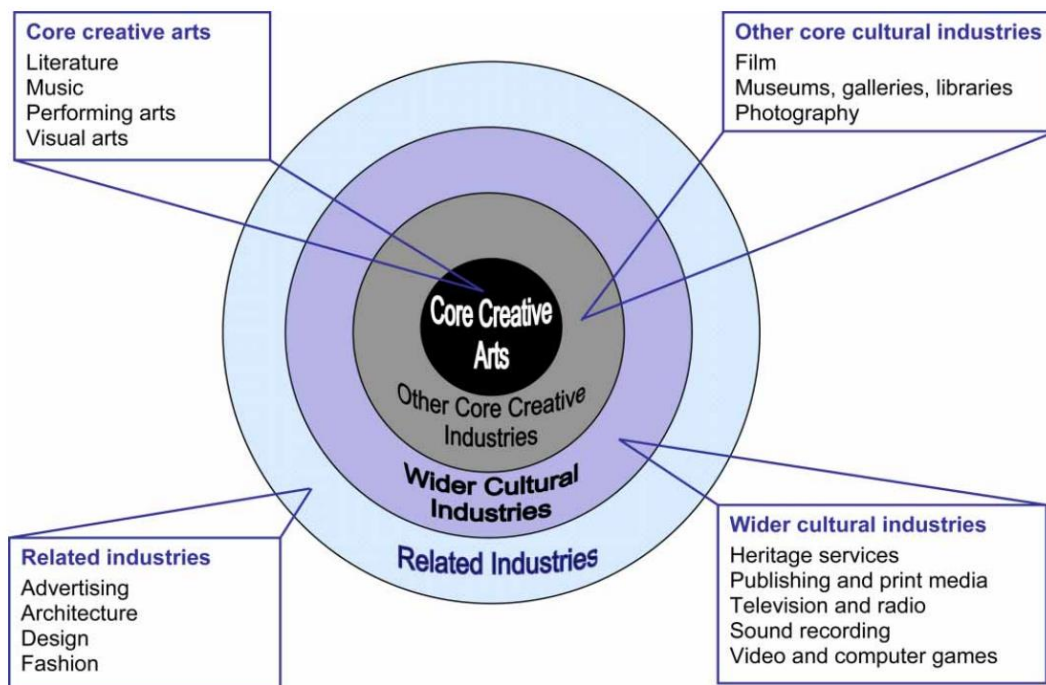 Core creative arts
Literature
Music
Performing arts
Visual arts
Other core cultural industries
Film
Museums, galleries, libraries
Photography
Core Creative
Arts
Other Core Creative
Industries
Wider Cultural
Industries
Related Industries
Related industries
Advertising
Architecture
Design
Fashion
Wider cultural industries
Heritage services
Publishing and print media
Television and radio
Sound recording
Video and computer games